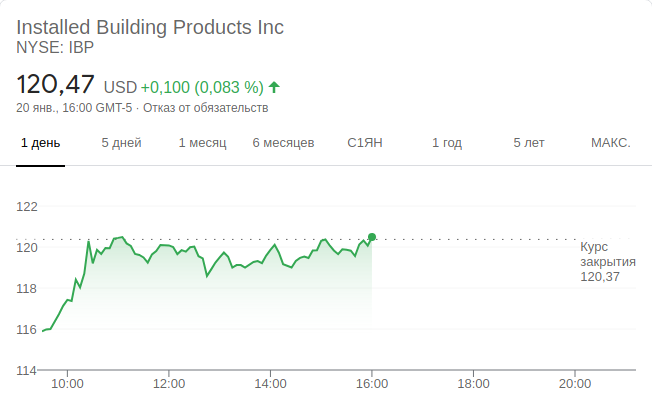 Installed Building Products Inc
NYSE: IBP
120,47 USD +0,100 (0,083 %)
20 янв., 16:00 GMT-5 · Отказ от обязательств
1 день 5 дней 1 месяц 6 месяцев С1ЯН 1 год 5 лет МАКС.
122
120
118
116
114
Курс
закрытия
120,37
10:00 12:00 14:00 16:00 18:00 20:00